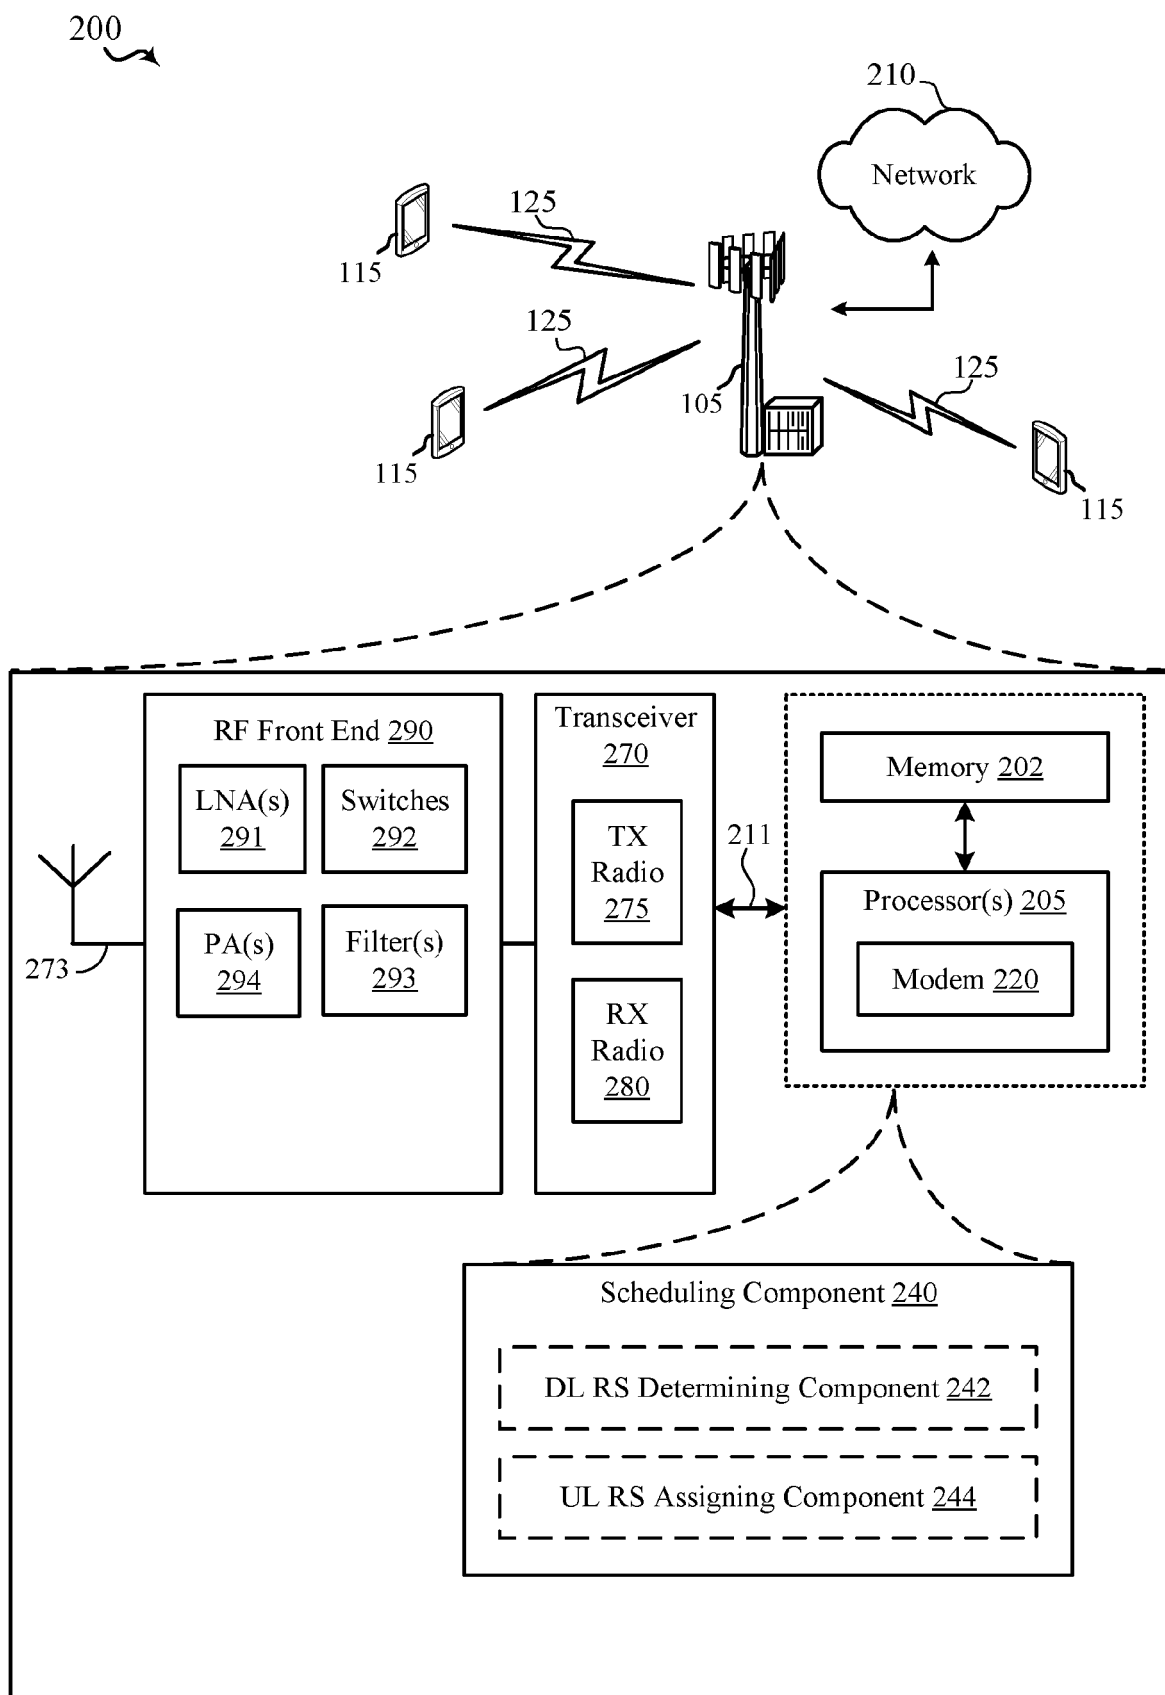 200
210
Network
125
115
125
105
125
115
115
RF Front End 290
LNA(s)
291
Switches
292
PA(s)
294
Filter(s)
293
273
Transceiver
270
TX
Radio
275
RX
Radio
280
211
Memory 202
Processor(s) 205
Modem 220
Scheduling Component 240
DL RS Determining Component 242
UL RS Assigning Component 244